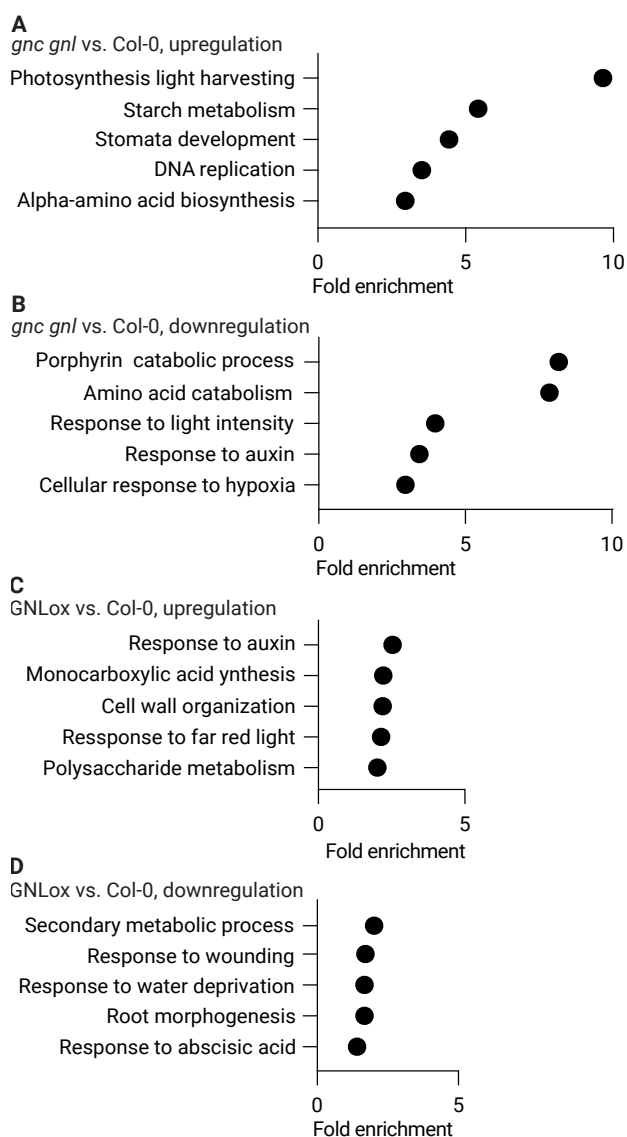 A
gnc gnl vs. Col-0, upregulation
Photosynthesis light harvesting
Starch metabolism
Stomata development
DNA replication
Alpha-amino acid biosynthesis
0 5 10
Fold enrichment
B
gnc gnl vs. Col-0, downregulation
Porphyrin catabolic process
Amino acid catabolism
Response to light intensity
Response to auxin
Cellular response to hypoxia
0 5 10
Fold enrichment
C
GNLox vs. Col-0, upregulation
Response to auxin
Monocarboxylic acid ynthesis
Cell wall organization
Ressponse to far red light
Polysaccharide metabolism
0 5
Fold enrichment
D
GNLox vs. Col-0, downregulation
Secondary metabolic process
Response to wounding
Response to water deprivation
Root morphogenesis
Response to abscisic acid
0 5
Fold enrichment